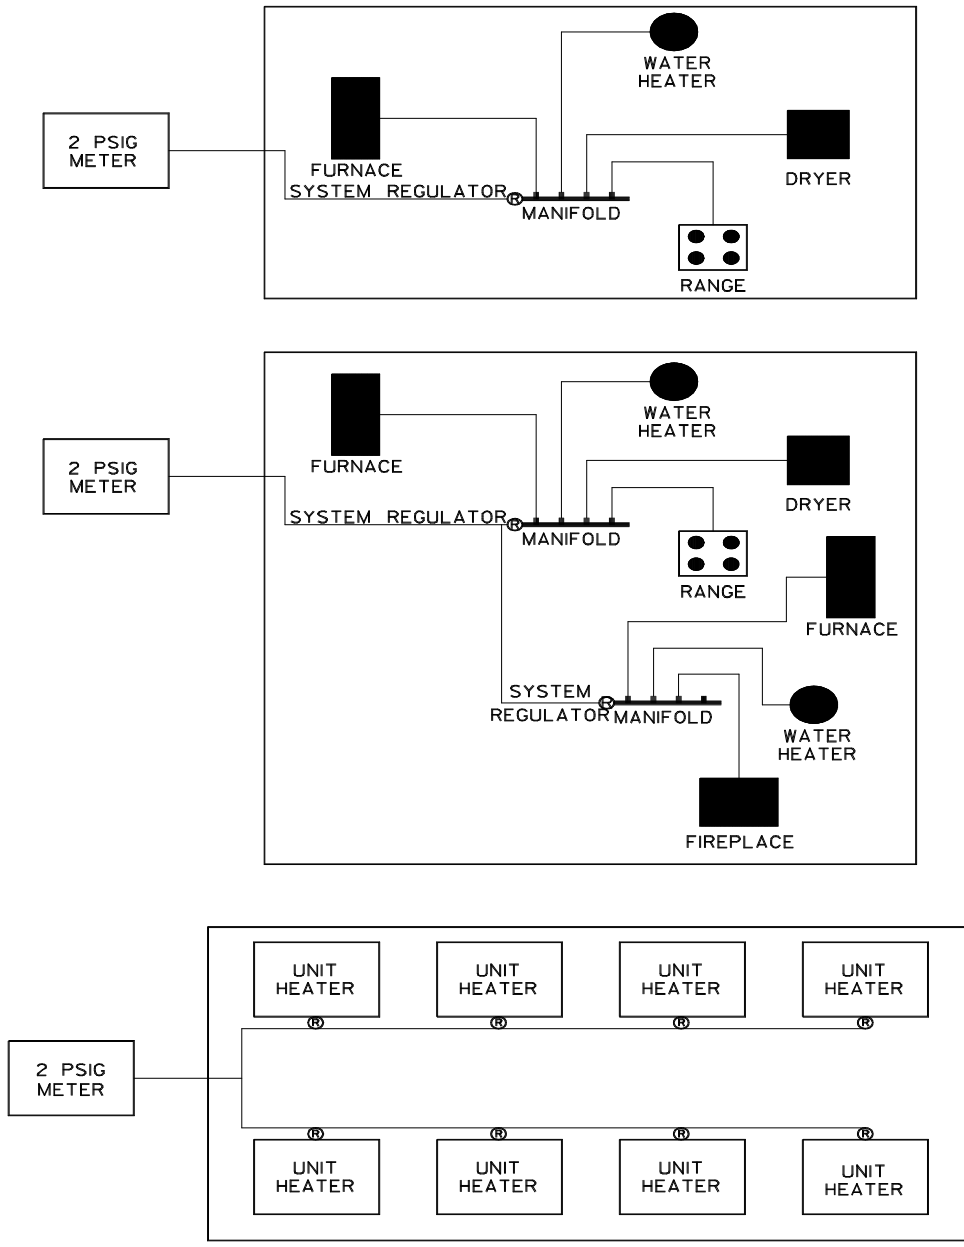 WATER
HEATER
2 PSIG
METER
FURNACE
DRYER
SYSTEM REGULATOR
R
MANIFOLD
RANGE
WATER
HEATER
2 PSIG
METER
FURNACE
DRYER
SYSTEM REGULATOR
R
MANIFOLD
RANGE
FURNACE
SYSTEM
REGULATOR
R
MANIFOLD
WATER
HEATER
FIREPLACE
UNIT
HEATER
UNIT
HEATER
UNIT
HEATER
UNIT
HEATER
R
R
R
R
2 PSIG
METER
R
R
R
R
UNIT
HEATER
UNIT
HEATER
UNIT
HEATER
UNIT
HEATER